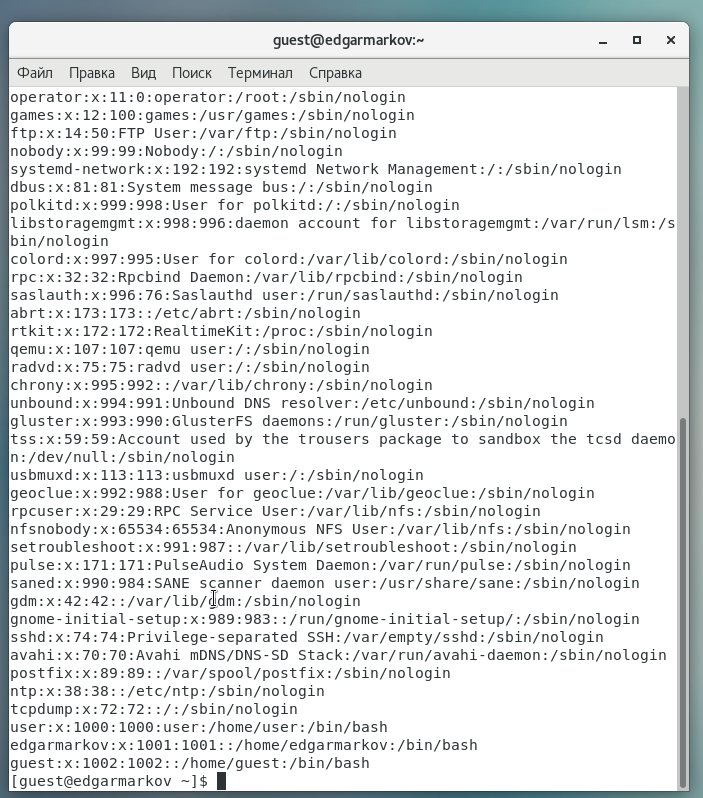 guest@edgarmarkov:~
Файл Правка Вид Поиск Терминал Справка
operator:x:11:0:operator:/root:/sbin/nologin
games:x:12:100:games:/usr/games:/sbin/nologin
ftp:x:14:50:FTP User:/var/ftp:/sbin/nologin
nobody:x:99:99:Nobody:/:/sbin/nologin
systemd-network:x:192:192:systemd Network Management:/:/sbin/nologin
dbus:x:81:81:System message bus:/:/sbin/nologin
polkitd:x:999:998:User for polkitd:/:/sbin/nologin
libstoragemgmt:x:998:996:daemon account for libstoragemgmt:/var/run/lsm:/s
bin/nologin
colord:x:997:995:User for colord:/var/lib/colord:/sbin/nologin
rpc:x:32:32:Rpcbind Daemon:/var/lib/rpcbind:/sbin/nologin
saslauth:x:996:76:Saslauthd user:/run/saslauthd:/sbin/nologin
abrt:x:173:173::/etc/abrt:/sbin/nologin
rtkit:x:172:172:RealtimeKit:/proc:/sbin/nologin
qemu:x:107:107:qemu user:/:/sbin/nologin
radvd:x:75:75:radvd user:/:/sbin/nologin
chrony:x:995:992::/var/lib/chrony:/sbin/nologin
unbound:x:994:991:Unbound DNS resolver:/etc/unbound:/sbin/nologin
gluster:x:993:990:GlusterFS daemons:/run/gluster:/sbin/nologin
tss:x:59:59:Account used by the trousers package to sandbox the tcsd daemo
n:/dev/null:/sbin/nologin
usbmuxd:x:113:113:usbmuxd user:/:/sbin/nologin
geoclue:x:992:988:User for geoclue:/var/lib/geoclue:/sbin/nologin
rpcuser:x:29:29:RPC Service User:/var/lib/nfs:/sbin/nologin
nfsnobody:x:65534:65534:Anonymous NFS User:/var/lib/nfs:/sbin/nologin
setroubleshoot:x:991:987::/var/lib/setroubleshoot:/sbin/nologin
pulse:x:171:171:PulseAudio System Daemon:/var/run/pulse:/sbin/nologin
saned:x:990:984:SANE scanner daemon user:/usr/share/sane:/sbin/nologin
gdm:x:42:42::/var/lib/gdm:/sbin/nologin
gnome-initial-setup:x:989:983::/run/gnome-initial-setup/:/sbin/nologin
sshd:x:74:74:Privilege-separated SSH:/var/empty/sshd:/sbin/nologin
avahi:x:70:70:Avahi mDNS/DNS-SD Stack:/var/run/avahi-daemon:/sbin/nologin
postfix:x:89:89::/var/spool/postfix:/sbin/nologin
ntp:x:38:38::/etc/ntp:/sbin/nologin
tcpdump:x:72:72::/:/sbin/nologin
user:x:1000:1000:user:/home/user:/bin/bash
edgarmarkov:x:1001:1001::/home/edgarmarkov:/bin/bash
guest:x:1002:1002::/home/guest:/bin/bash
[guest@edgarmarkov ~]$